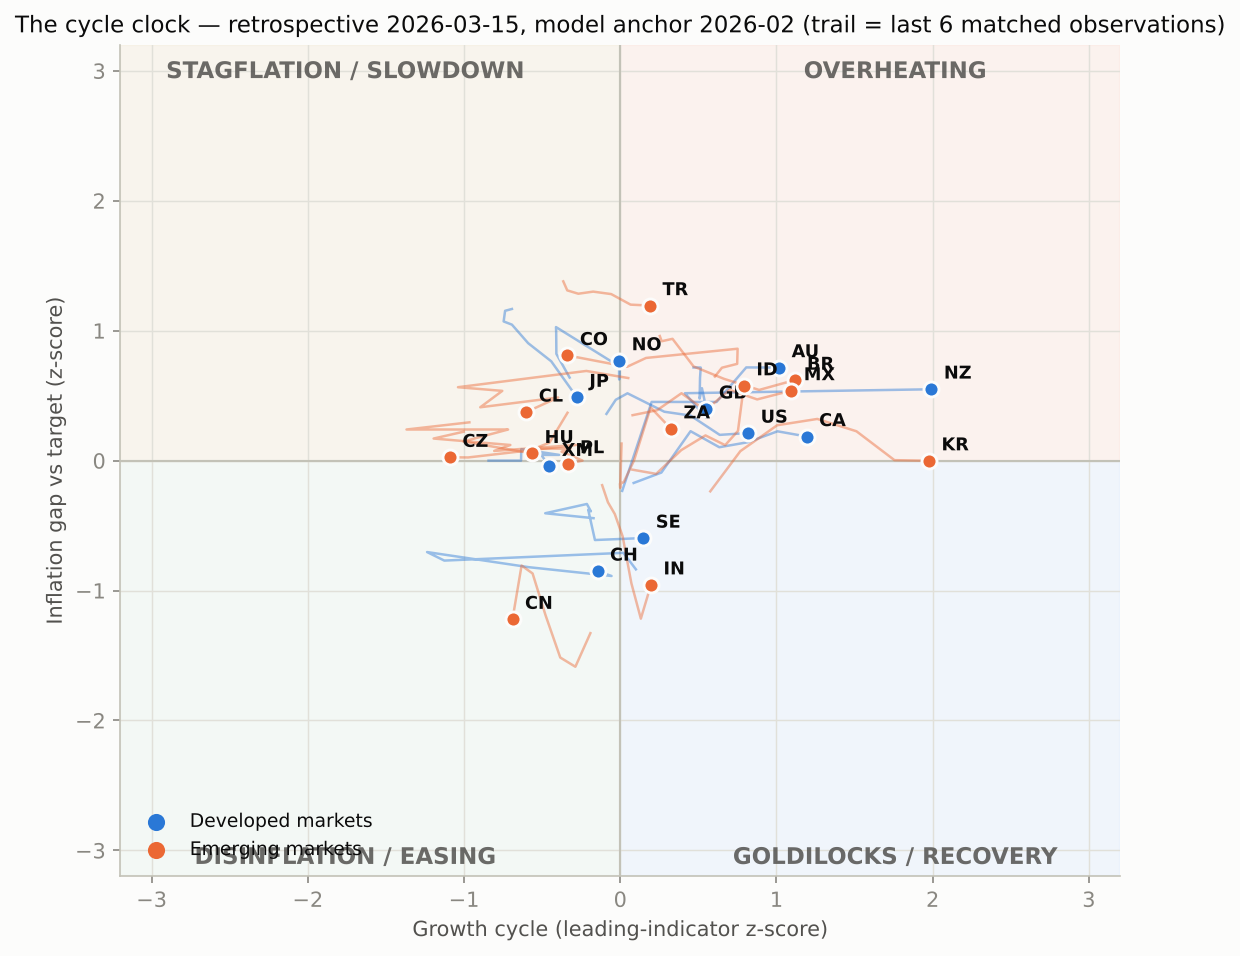 The cycle clock — retrospective 2026-03-15, model anchor 2026-02 (trail = last 6 matched observations)
STAGFLATION / SLOWDOWN
OVERHEATING
3
2
1
0
−1
−2
−3
Inflation gap vs target (z-score)
TR
CO
NO
AU
BR
ID
MX
NZ
JP
CL
GB
ZA
US
CA
CZ
HU
XM
PL
KR
SE
CH
IN
CN
Developed markets
Emerging markets
DISINFLATION / EASING
GOLDILOCKS / RECOVERY
−3
−2
−1
0
1
2
3
Growth cycle (leading-indicator z-score)